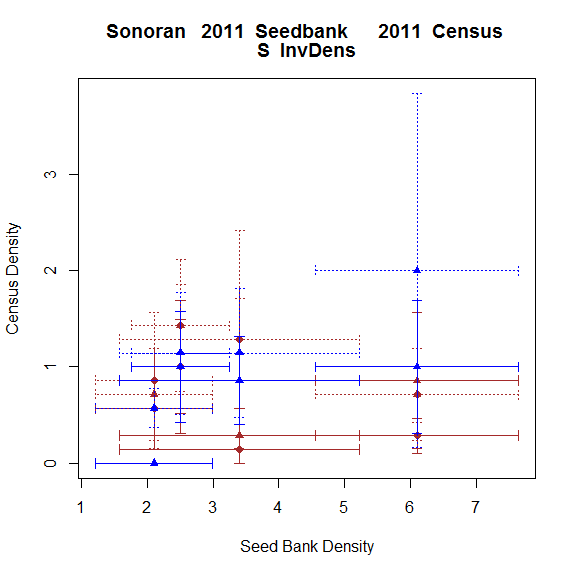 Sonoran 2011 Seedbank 2011 Census
S InvDens
3
2
1
0
Census Density
1 2 3 4 5 6 7
Seed Bank Density